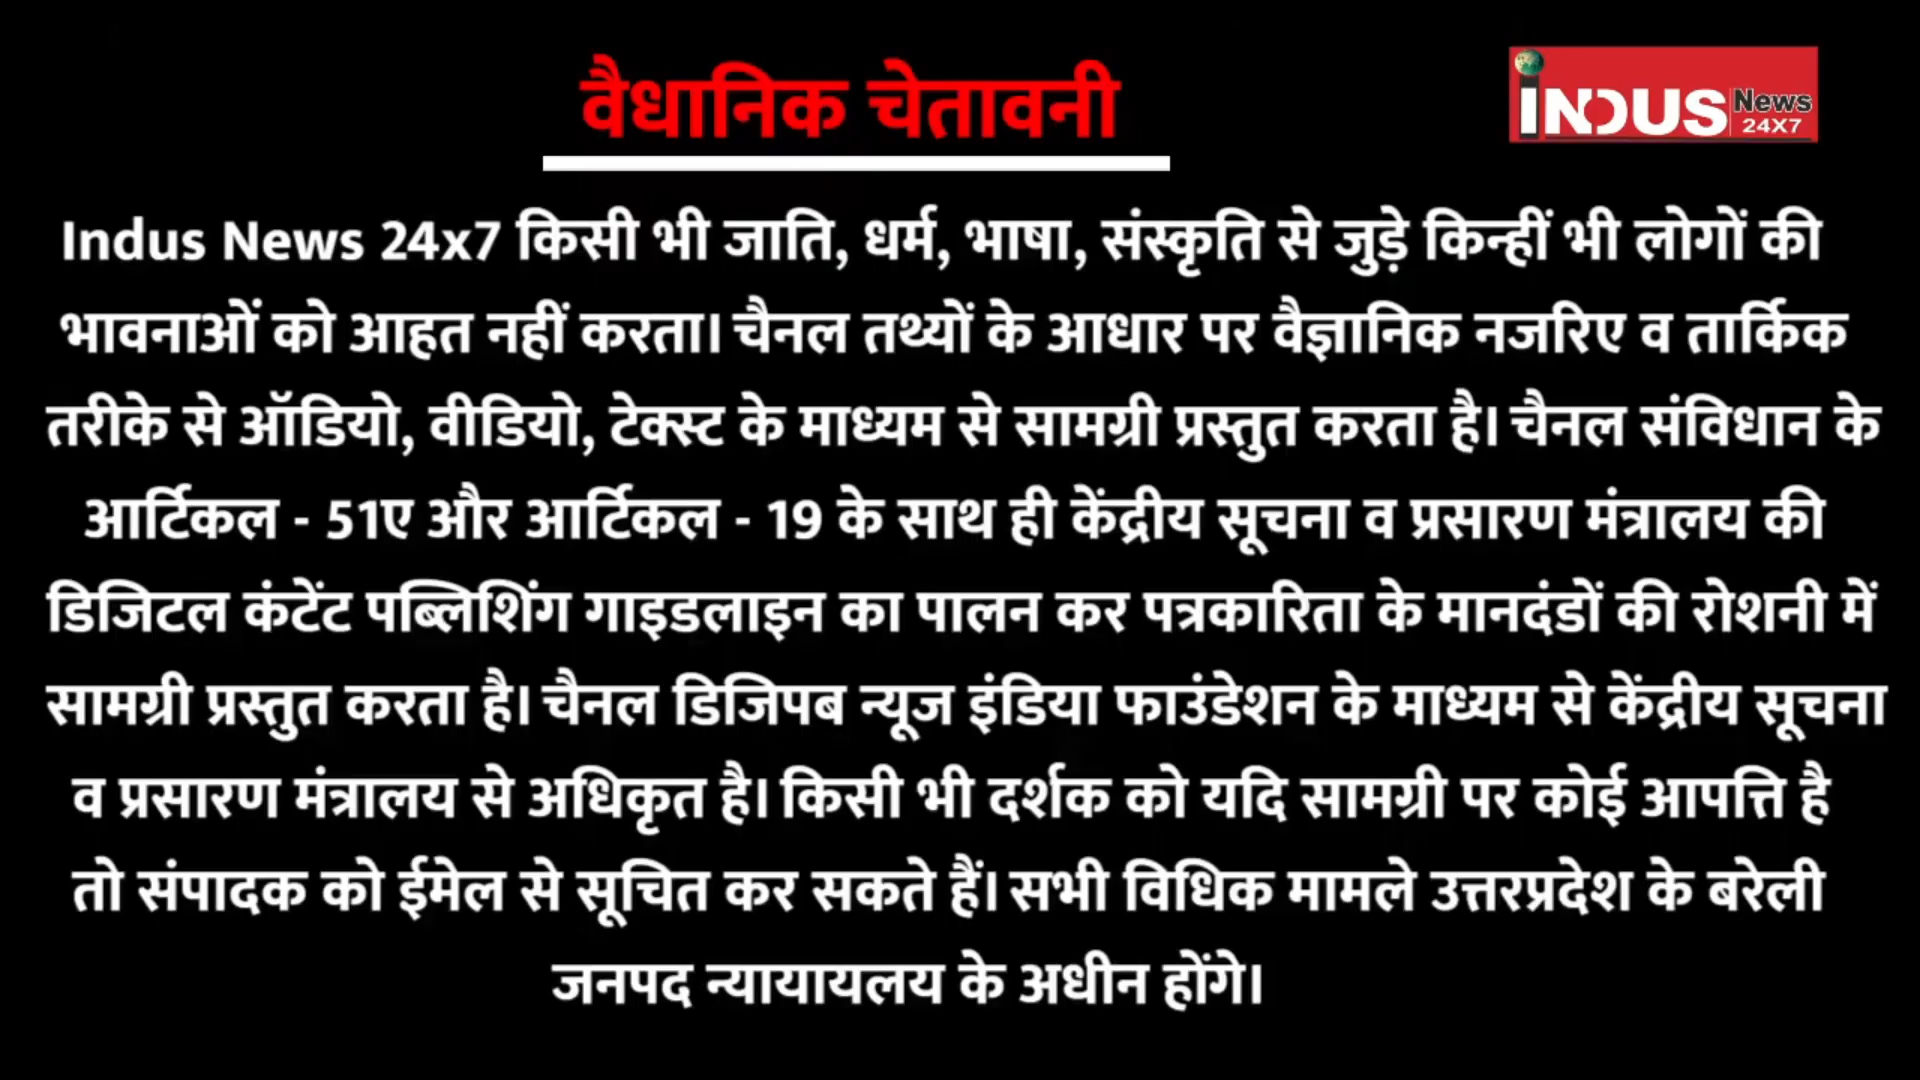 वैधानिक चेतावनी
INDUS News 24X7
Indus News 24x7 किसी भी जाति, धर्म, भाषा, संस्कृति से जुड़े किन्हीं भी लोगों की
भावनाओं को आहत नहीं करता। चैनल तथ्यों के आधार पर वैज्ञानिक नजरिए व तार्किक
तरीके से ऑडियो, वीडियो, टेक्स्ट के माध्यम से सामग्री प्रस्तुत करता है। चैनल संविधान के
आर्टिकल - 51ए और आर्टिकल - 19 के साथ ही केंद्रीय सूचना व प्रसारण मंत्रालय की
डिजिटल कंटेंट पब्लिशिंग गाइडलाइन का पालन कर पत्रकारिता के मानदंडों की रोशनी में
सामग्री प्रस्तुत करता है। चैनल डिजिपब न्यूज इंडिया फाउंडेशन के माध्यम से केंद्रीय सूचना
व प्रसारण मंत्रालय से अधिकृत है। किसी भी दर्शक को यदि सामग्री पर कोई आपत्ति है
तो संपादक को ईमेल से सूचित कर सकते हैं। सभी विधिक मामले उत्तरप्रदेश के बरेली
जनपद न्यायायलय के अधीन होंगे।